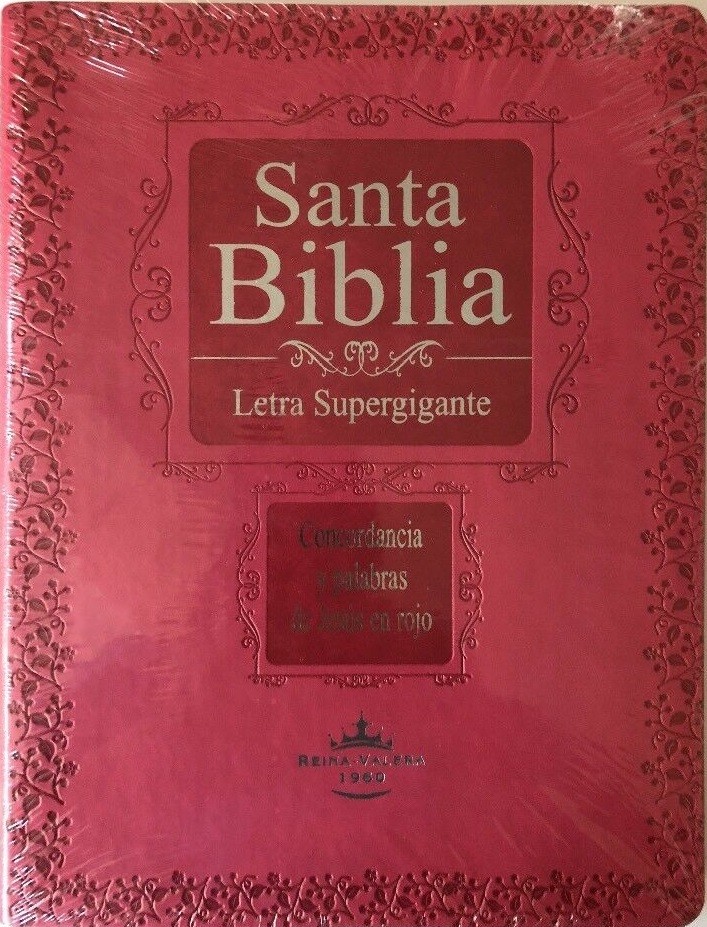 Santa
Biblia
Letra Supergigante
Concordancia
y palabras
de Jesús en rojo
REINA-VALERA
1960